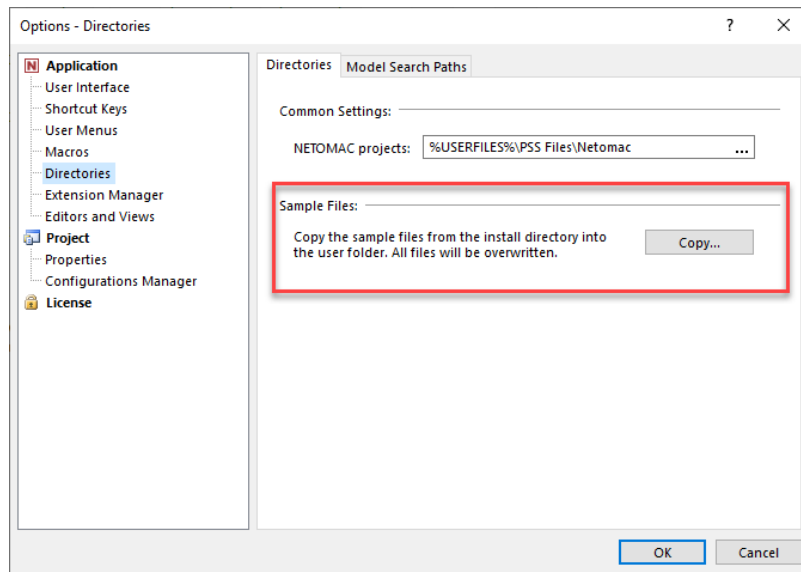 Options - Directories
?
Application
User Interface
Shortcut Keys
User Menus
Macros
Directories
Extension Manager
Editors and Views
Project
Properties
Configurations Manager
License
Directories
Model Search Paths
Common Settings:
NETOMAC projects:
%USERFILES%\PSS Files\Netomac
...
Sample Files:
Copy the sample files from the install directory into
the user folder. All files will be overwritten.
Copy...
OK
Cancel